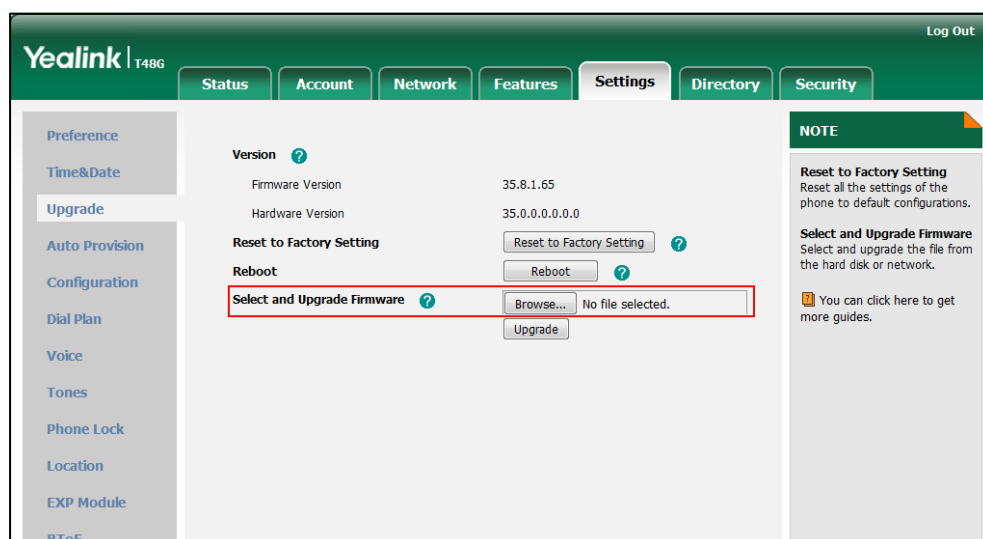 Log Out
Yealink | T48G
Status Account Network Features Settings Directory Security
Preference
Time&Date
Upgrade
Auto Provision
Configuration
Dial Plan
Voice
Tones
Phone Lock
Location
EXP Module
Version ?
Firmware Version 35.8.1.65
Hardware Version 35.0.0.0.0.0
Reset to Factory Setting Reset to Factory Setting ?
Reboot Reboot ?
Select and Upgrade Firmware ? Browse... No file selected.
Upgrade
NOTE
Reset to Factory Setting
Reset all the settings of the
phone to default configurations.
Select and Upgrade Firmware
Select and upgrade the file from
the hard disk or network.
You can click here to get
more guides.